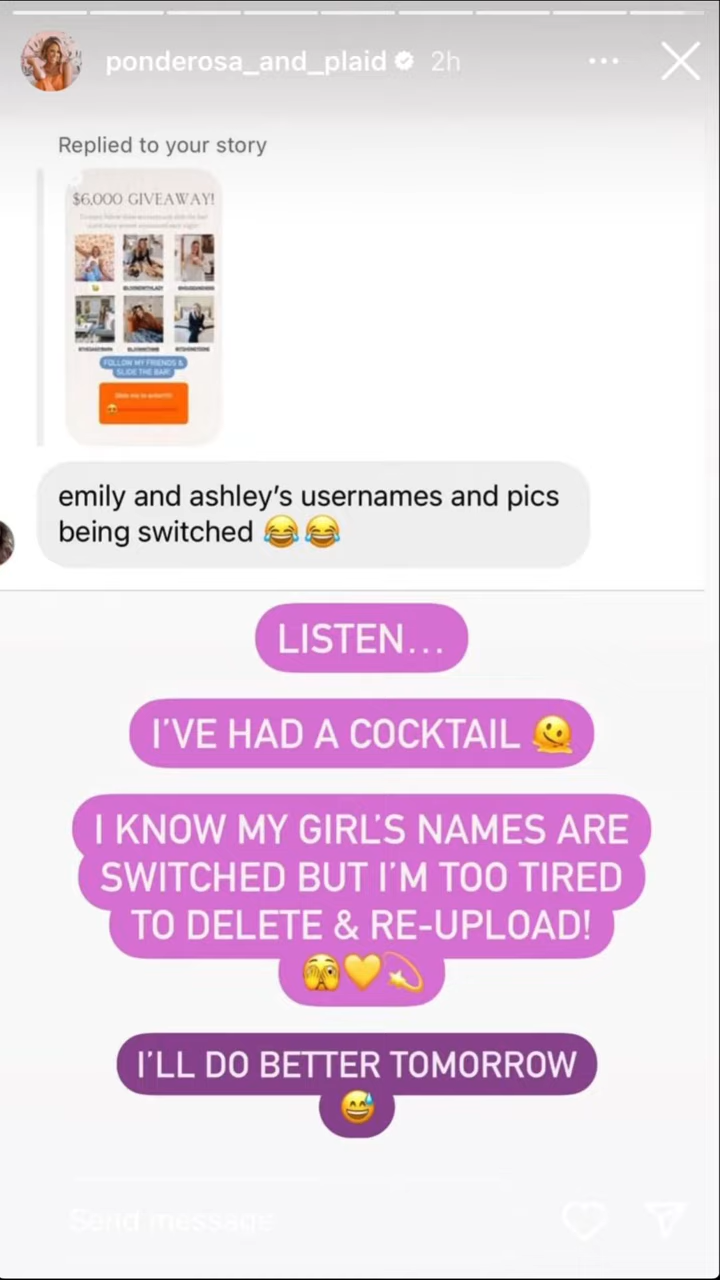 ponderosa_and_plaid 2h
Replied to your story
$6,000 GIVEAWAY!
FOLLOW MY FRIENDS &
SLIDE THE BAR!
emily and ashley’s usernames and pics
being switched 😂😂
LISTEN...
I’VE HAD A COCKTAIL 🫠
I KNOW MY GIRL’S NAMES ARE
SWITCHED BUT I’M TOO TIRED
TO DELETE & RE-UPLOAD!
🫣💛💫
I’LL DO BETTER TOMORROW
😅
Send message